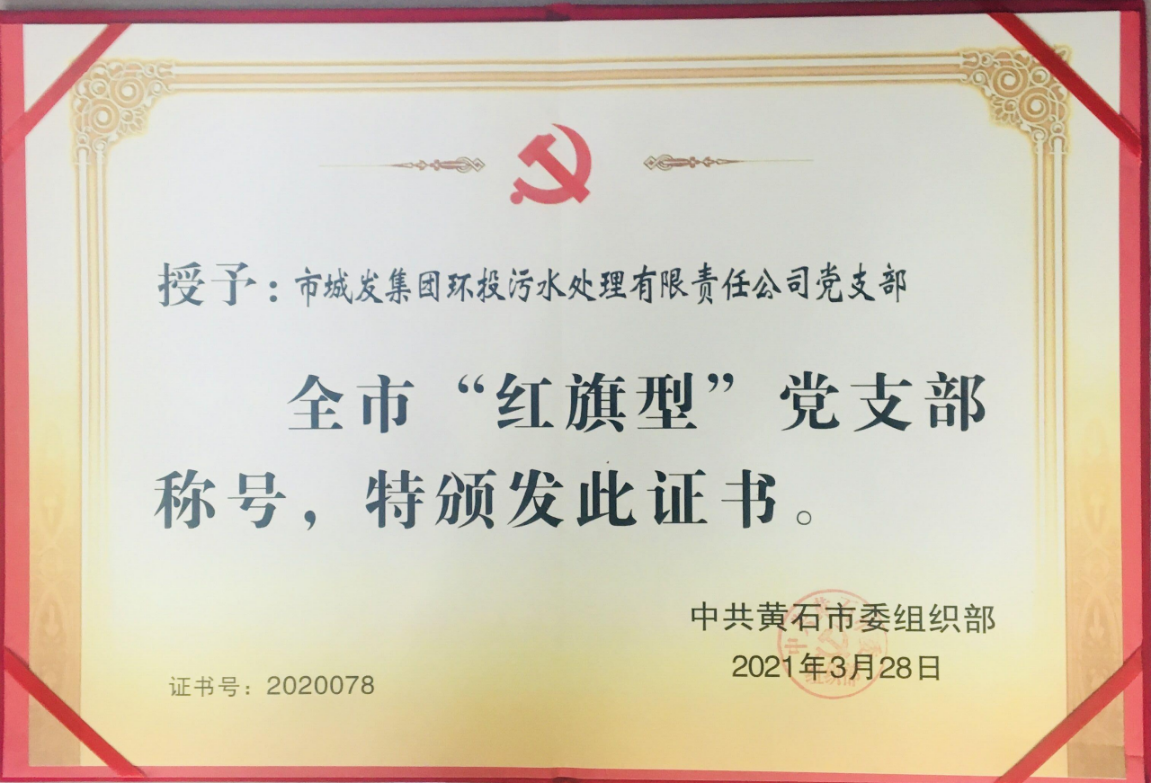 授予：市城发集团环投污水处理有限责任公司党支部
全市“红旗型”党支部
称号，特颁发此证书。
中共黄石市委组织部
2021年3月28日
证书号：2020078